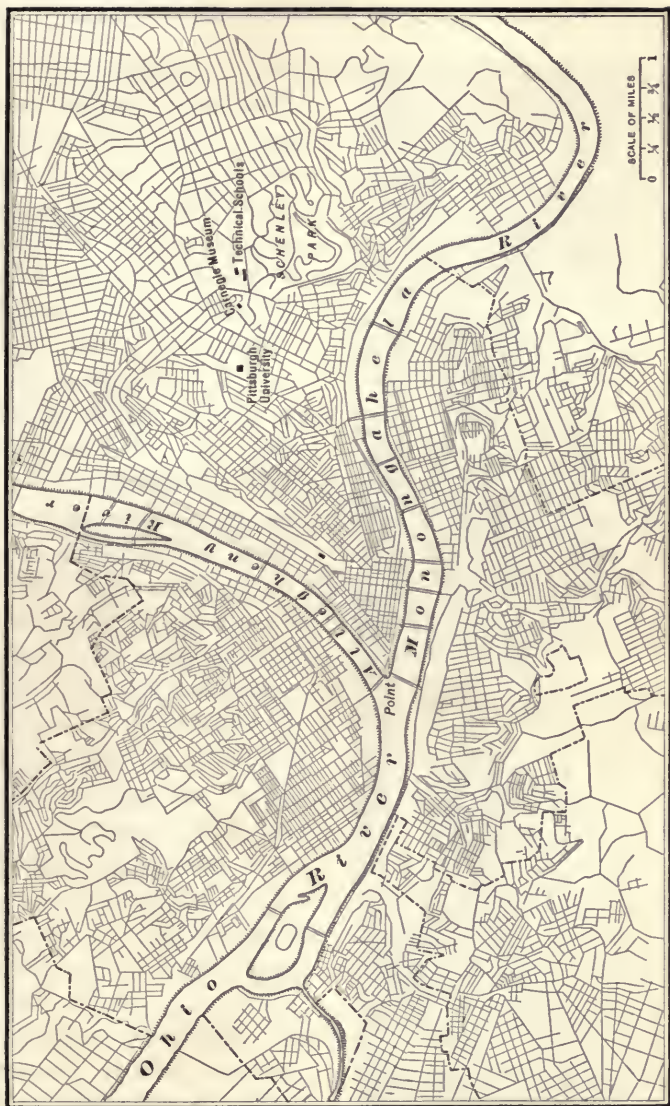 Ohio River
Allegheny River
Monongahela River
Point
Pittsburgh
University
Carnegie Museum
Technical Schools
SCHENLEY
PARK
SCALE OF MILES
0 ¼ ½ ¾ 1